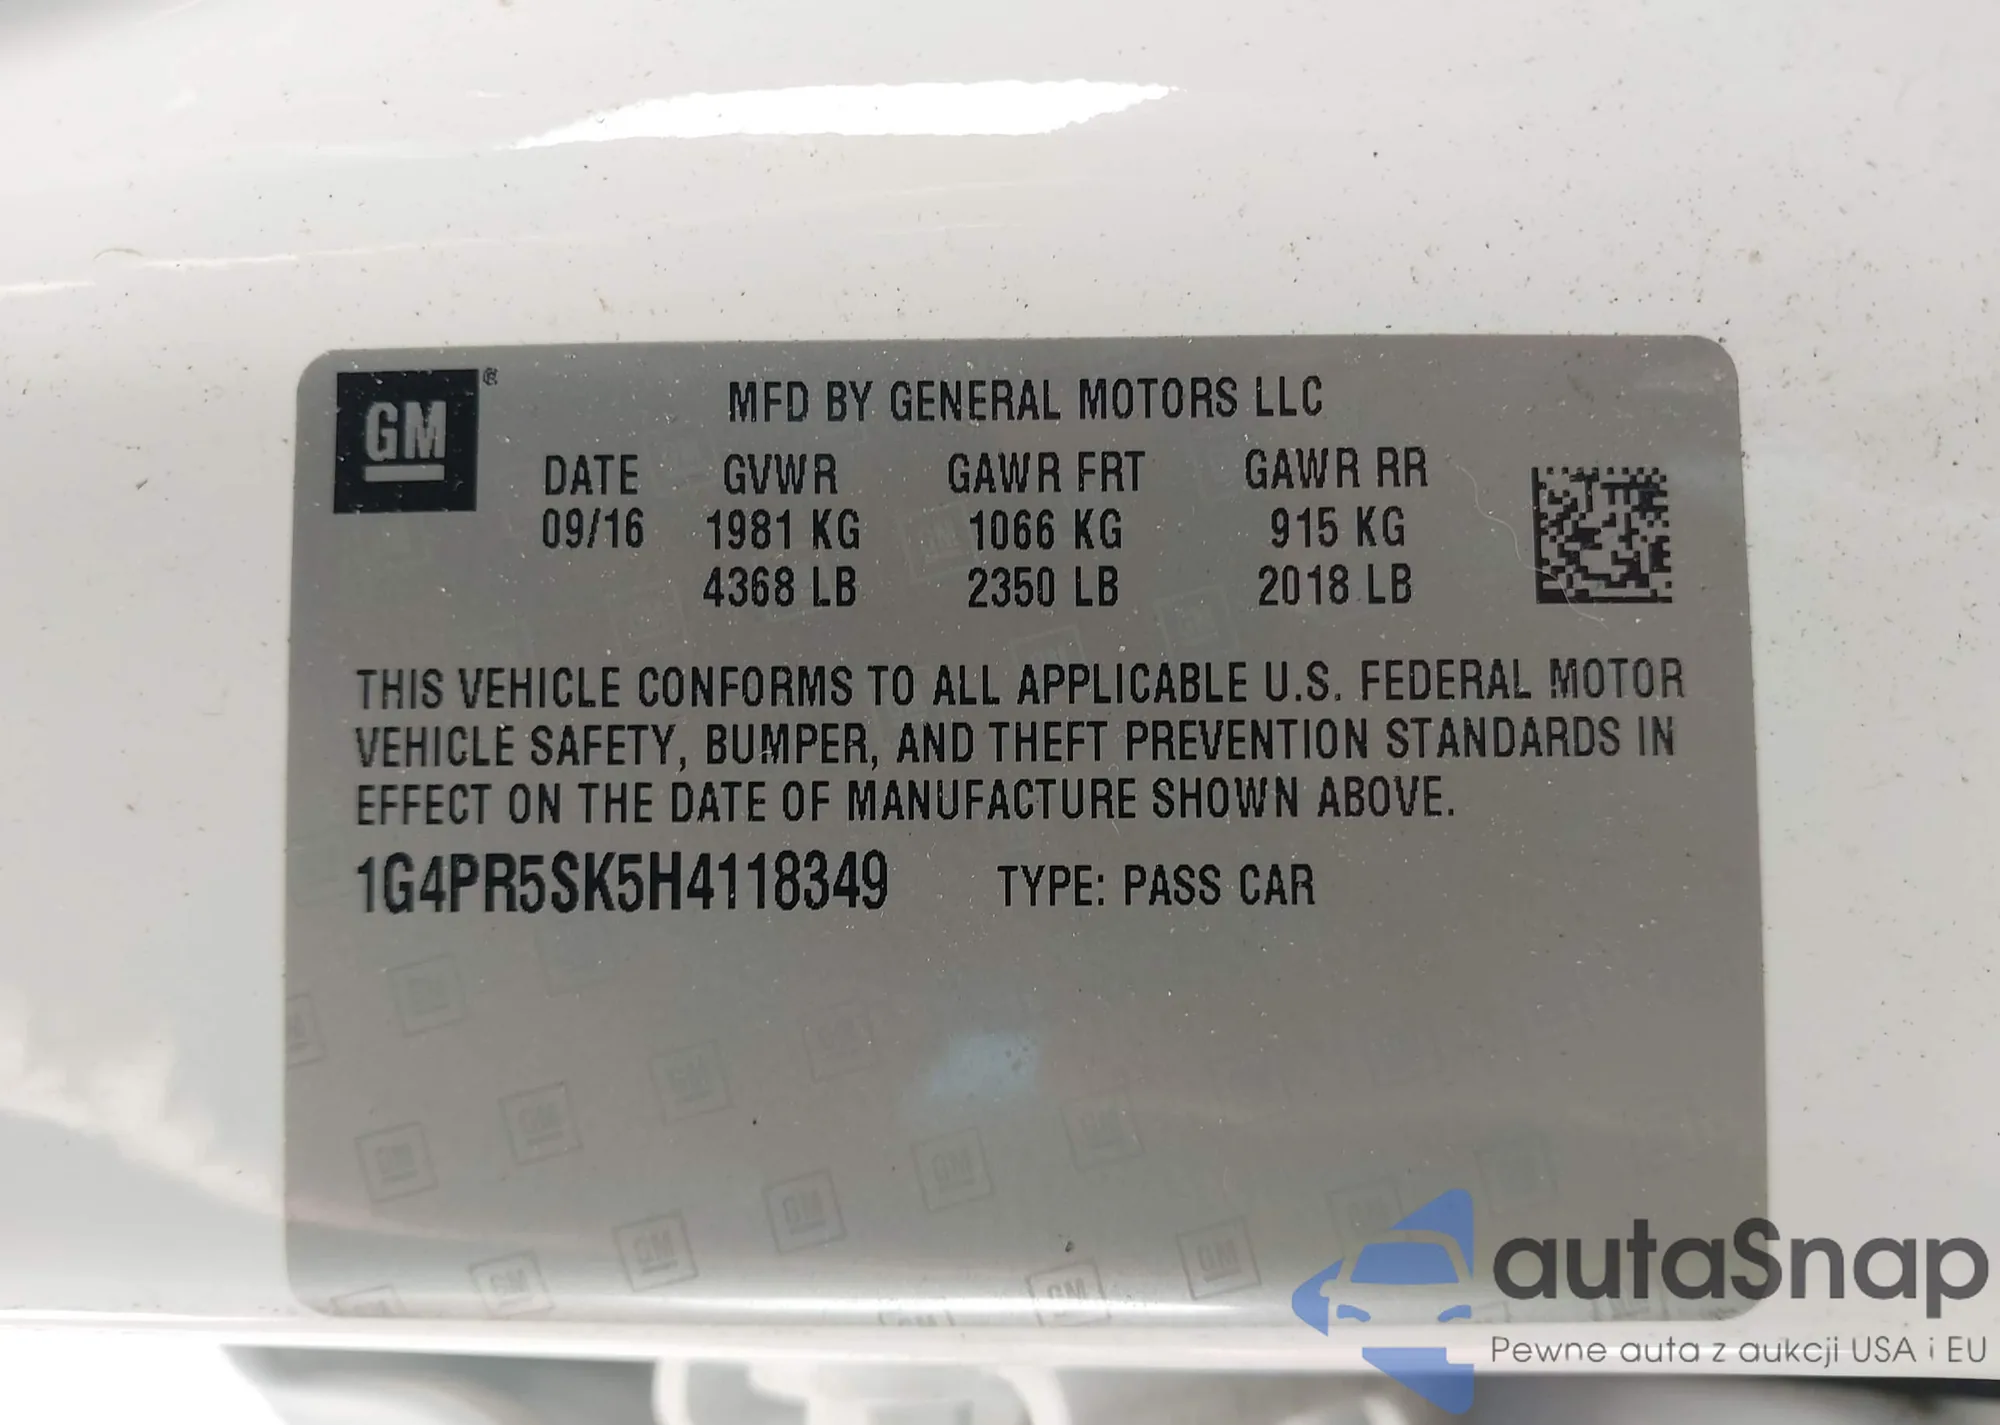 GM ®
MFD BY GENERAL MOTORS LLC
DATE GVWR GAWR FRT GAWR RR
09/16 1981 KG 1066 KG 915 KG
4368 LB 2350 LB 2018 LB
THIS VEHICLE CONFORMS TO ALL APPLICABLE U.S. FEDERAL MOTOR
VEHICLE SAFETY, BUMPER, AND THEFT PREVENTION STANDARDS IN
EFFECT ON THE DATE OF MANUFACTURE SHOWN ABOVE.
1G4PR5SK5H4118349 TYPE: PASS CAR
autaSnap
Pewne auta z aukcji USA i EU